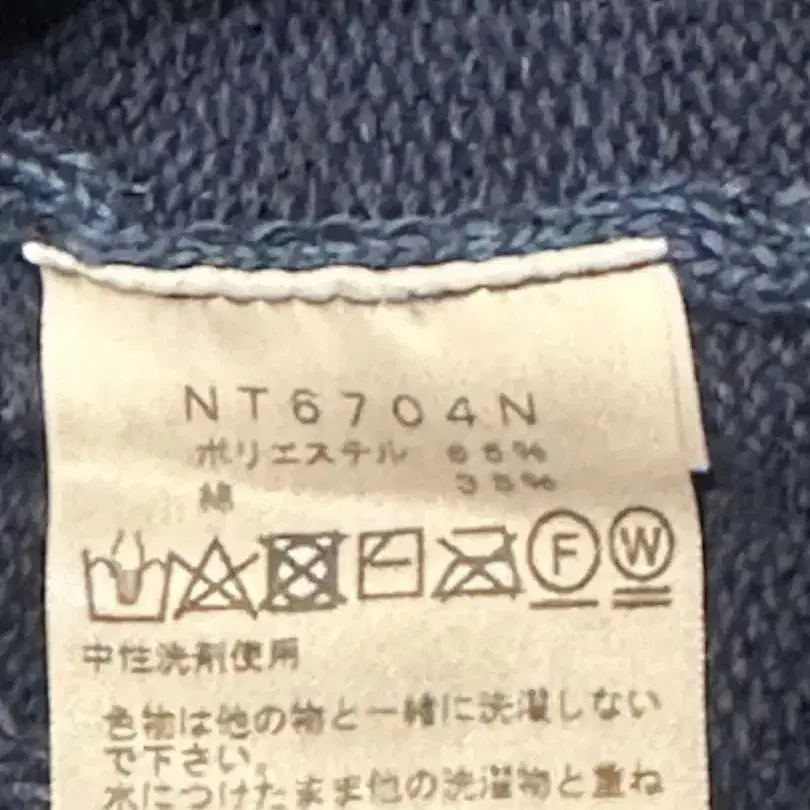 NT6704N
ポリエステル 65%
綿 35%
F W
中性洗剤使用
色物は他の物と一緒に洗濯しない
で下さい。
水につけたまま他の洗濯物と重ね